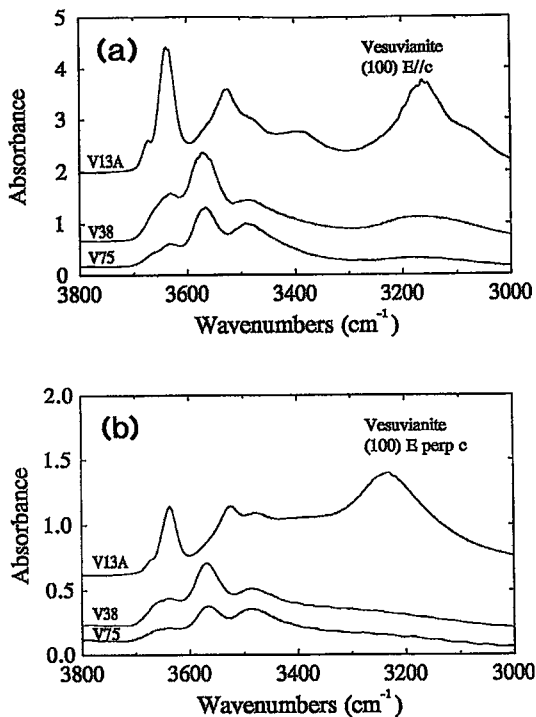 (a)
Vesuvianite
(100) E//c
5
4
3
2
1
0
V13A
V38
V75
Absorbance
3800
3600
3400
3200
3000
Wavenumbers (cm⁻¹)
(b)
Vesuvianite
(100) E perp c
2.0
1.5
1.0
0.5
0.0
V13A
V38
V75
Absorbance
3800
3600
3400
3200
3000
Wavenumbers (cm⁻¹)